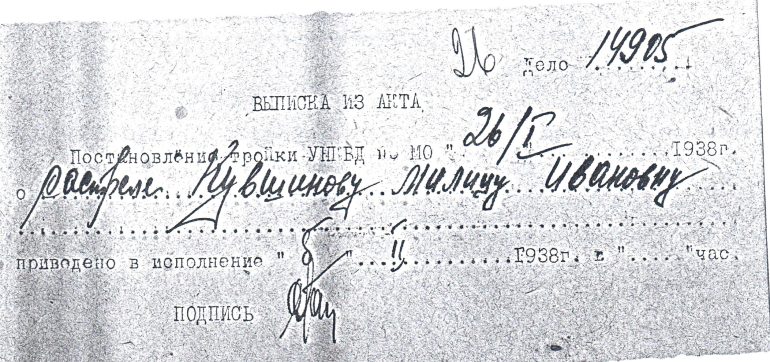 26 Дело 14905
ВЫПИСКА ИЗ АКТА
Постановление тройки УНКВД по МО "26/I" 1938г.
о расстреле Кувшинову Милицу Ивановну
приведено в исполнение "8" II 1938г. в "....."час.
ПОДПИСЬ